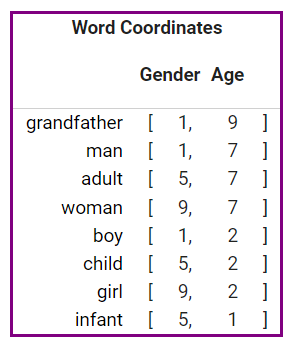 Word Coordinates
Gender Age
grandfather [ 1, 9 ]
man [ 1, 7 ]
adult [ 5, 7 ]
woman [ 9, 7 ]
boy [ 1, 2 ]
child [ 5, 2 ]
girl [ 9, 2 ]
infant [ 5, 1 ]